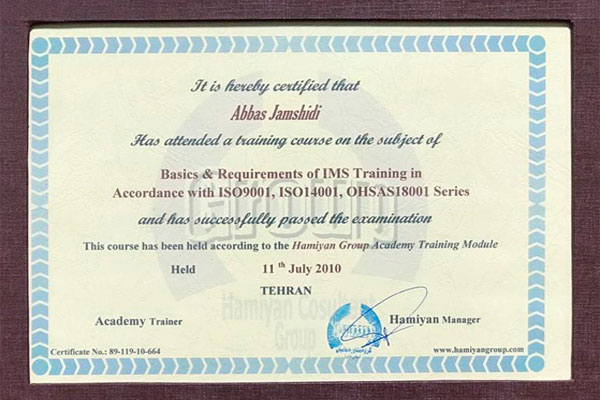 It is hereby certified that
Abbas Jamshidi
Has attended a training course on the subject of
Basics & Requirements of IMS Training in
Accordance with ISO9001, ISO14001, OHSAS18001 Series
and has successfully passed the examination
This course has been held according to the Hamiyan Group Academy Training Module
Held 11 th July 2010
TEHRAN
Hamiyan Cosultant
Group
Academy Trainer Hamiyan Manager
Certificate No.: 89-119-10-664 www.hamiyangroup.com